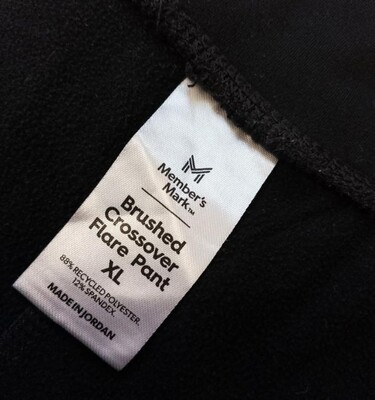 Member's
Mark™
Brushed
Crossover
Flare Pant
XL
88% RECYCLED POLYESTER.
12% SPANDEX.
MADE IN JORDAN